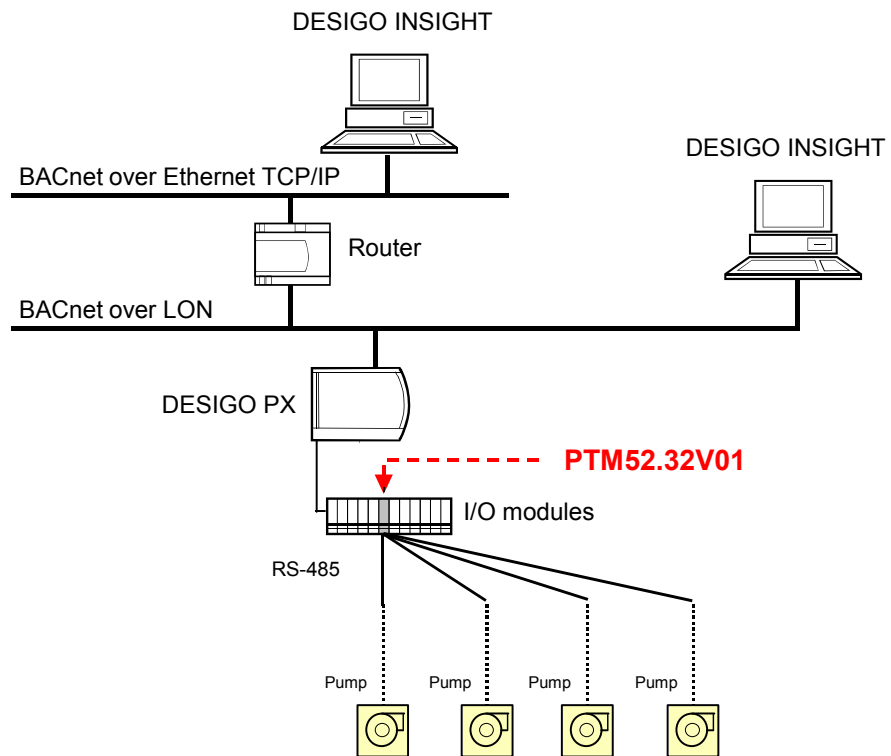 DESIGO INSIGHT
DESIGO INSIGHT
BACnet over Ethernet TCP/IP
Router
BACnet over LON
DESIGO PX
PTM52.32V01
I/O modules
RS-485
Pump Pump Pump Pump